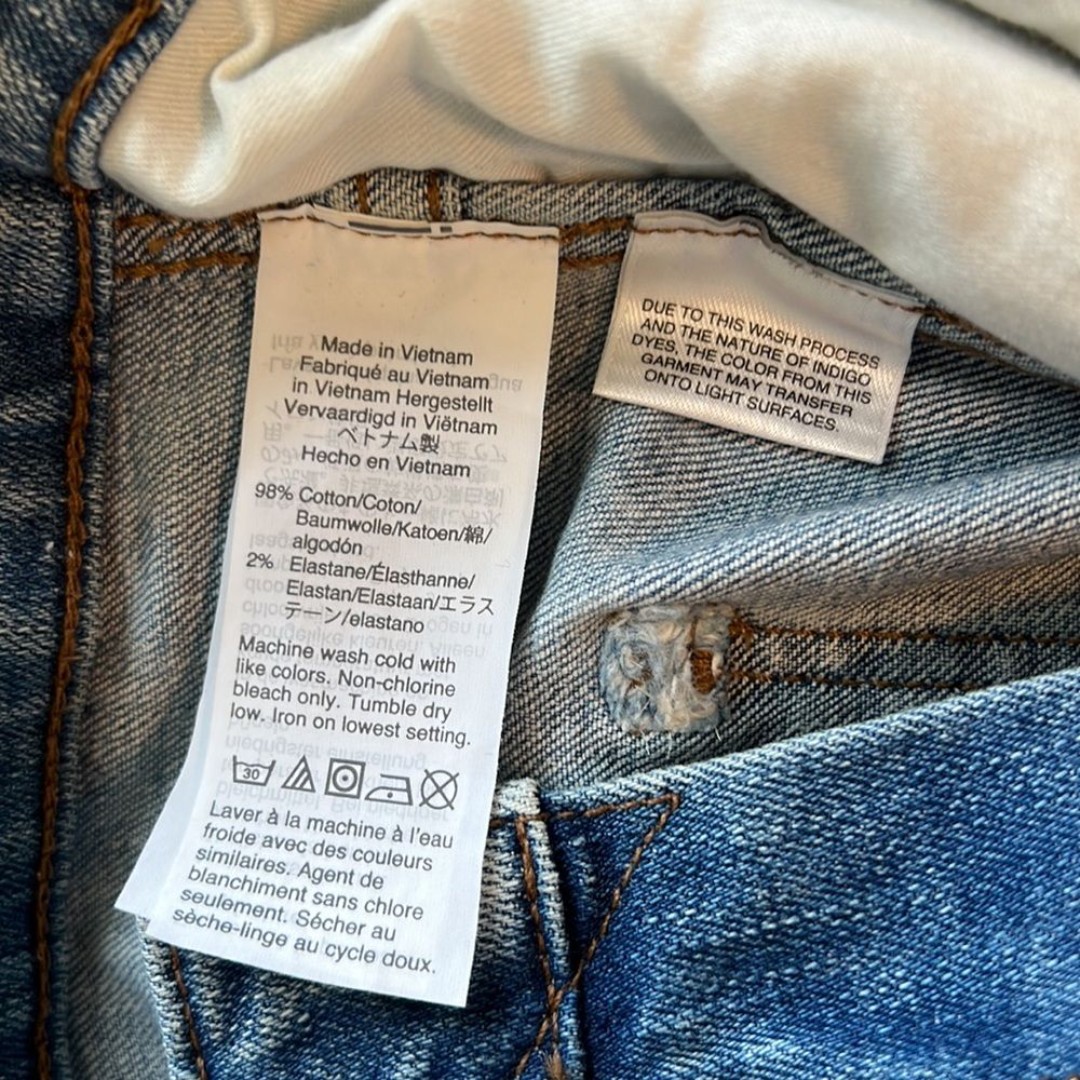 Made in Vietnam
Fabriqué au Vietnam
in Vietnam Hergestellt
Vervaardigd in Viëtnam
ベトナム製
Hecho en Vietnam
98% Cotton/Coton/
Baumwolle/Katoen/綿/
algodón
2% Elastane/Élasthanne/
Elastan/Elastaan/エラス
テーン/elastano
Machine wash cold with
like colors. Non-chlorine
bleach only. Tumble dry
low. Iron on lowest setting.
30
Laver à la machine à l'eau
froide avec des couleurs
similaires. Agent de
blanchiment sans chlore
seulement. Sécher au
sèche-linge au cycle doux.
DUE TO THIS WASH PROCESS
AND THE NATURE OF INDIGO
DYES, THE COLOR FROM THIS
GARMENT MAY TRANSFER
ONTO LIGHT SURFACES.